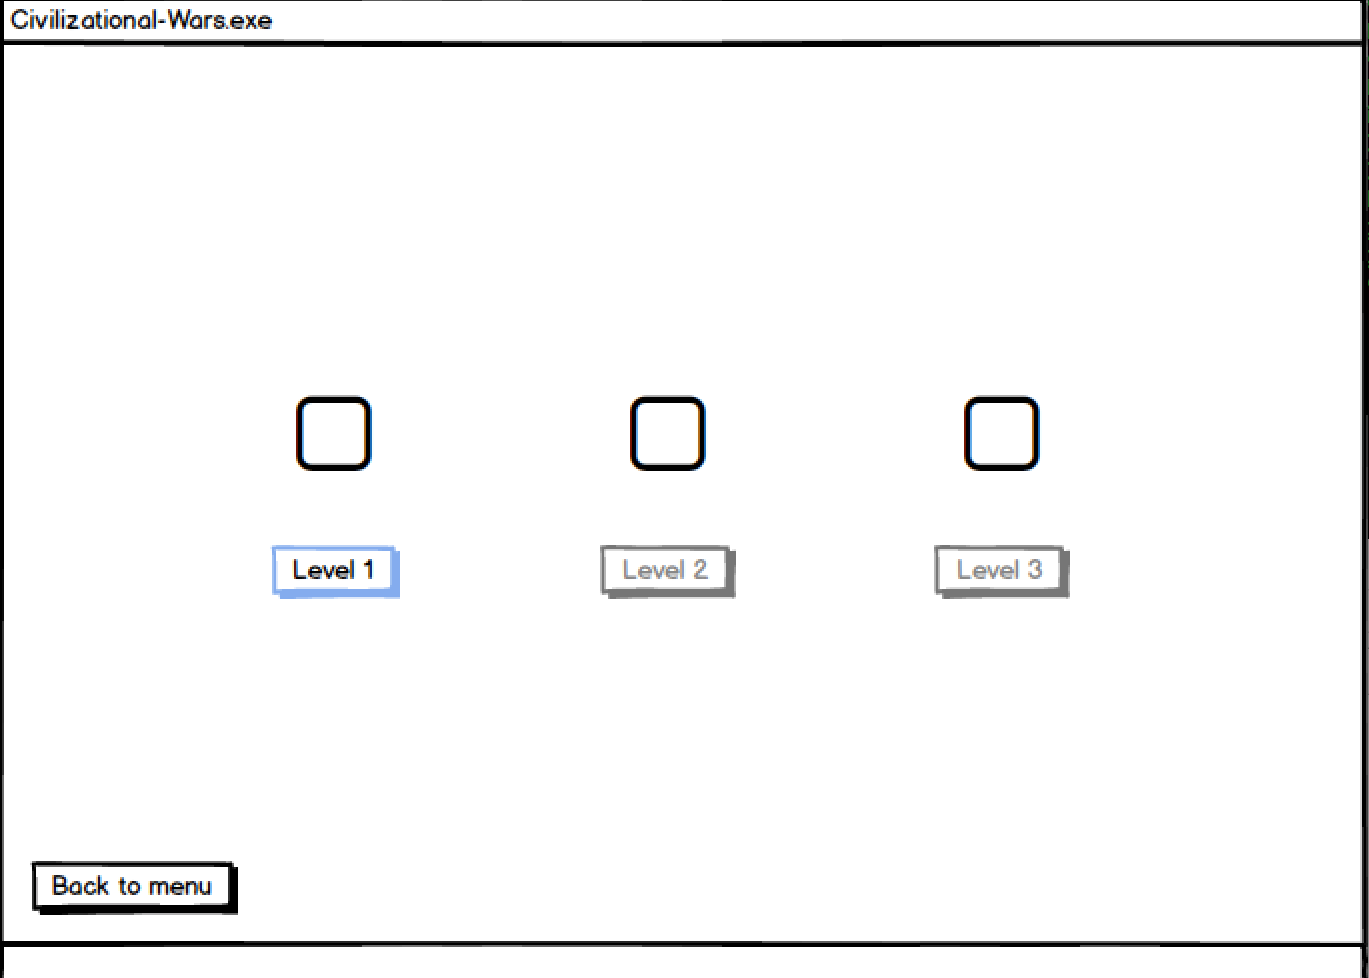 Civilizational-Wars.exe
Level 1
Level 2
Level 3
Back to menu